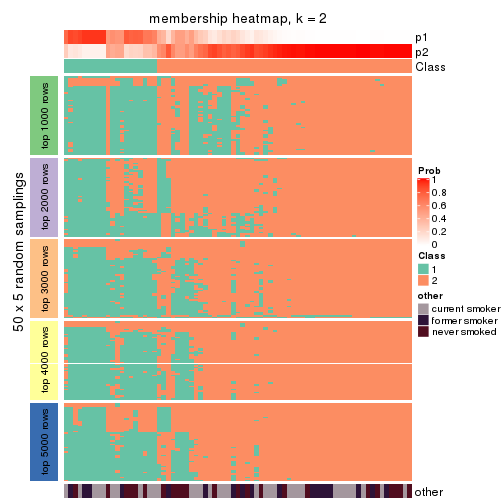 membership heatmap, k = 2
p1
p2
Class
50 x 5 random samplings
top 1000 rows
top 2000 rows
top 3000 rows
top 4000 rows
top 5000 rows
Prob
1
0.8
0.6
0.4
0.2
0
Class
1
2
other
current smoker
former smoker
never smoked
other